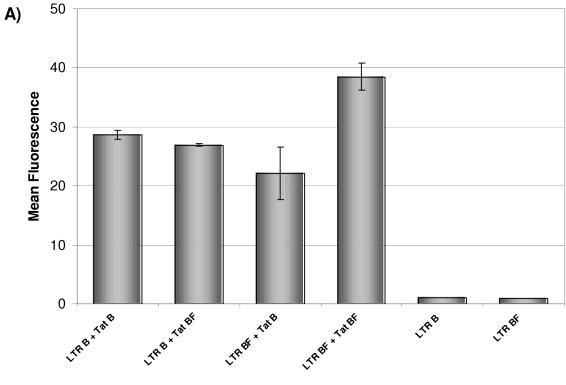 A)
50
40
30
20
10
0
Mean Fluorescence
LTR B + Tat B
LTR B + Tat BF
LTR BF + Tat B
LTR BF + Tat BF
LTR B
LTR BF